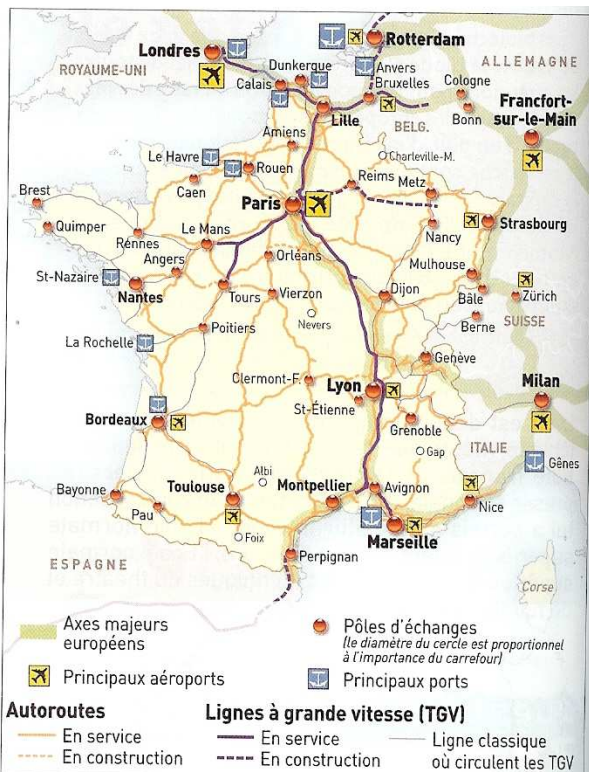 Londres
Rotterdam
ROYAUME-UNI
Dunkerque
Calais
Anvers
Bruxelles
ALLEMAGNE
Cologne
Bonn
Francfort-
sur-le-Main
Lille
BELG.
Amiens
Charleville-M.
Le Havre
Rouen
Caen
Reims
Metz
Paris
Brest
Quimper
Rennes
Le Mans
Nancy
Strasbourg
Angers
Orléans
Mulhouse
St-Nazaire
Nantes
Tours
Vierzon
Dijon
Bâle
Zürich
Berne
SUISSE
Nevers
Poitiers
La Rochelle
Genève
Clermont-F.
Lyon
Milan
St-Étienne
Bordeaux
Grenoble
ITALIE
Gap
Gênes
Albi
Bayonne
Toulouse
Montpellier
Avignon
Nice
Pau
Foix
Marseille
Perpignan
ESPAGNE
Corse
Axes majeurs
européens
Pôles d'échanges
(le diamètre du cercle est proportionnel
à l'importance du carrefour)
Principaux aéroports
Principaux ports
Autoroutes
En service
En construction
Lignes à grande vitesse (TGV)
En service
En construction
Ligne classique
où circulent les TGV